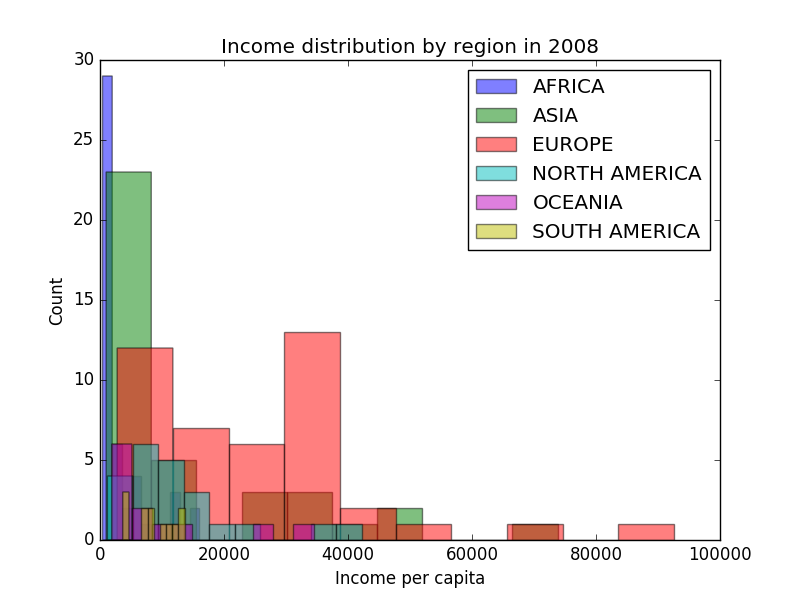 Income distribution by region in 2008
30
25
20
15
10
5
0
Count
AFRICA
ASIA
EUROPE
NORTH AMERICA
OCEANIA
SOUTH AMERICA
0 20000 40000 60000 80000 100000
Income per capita